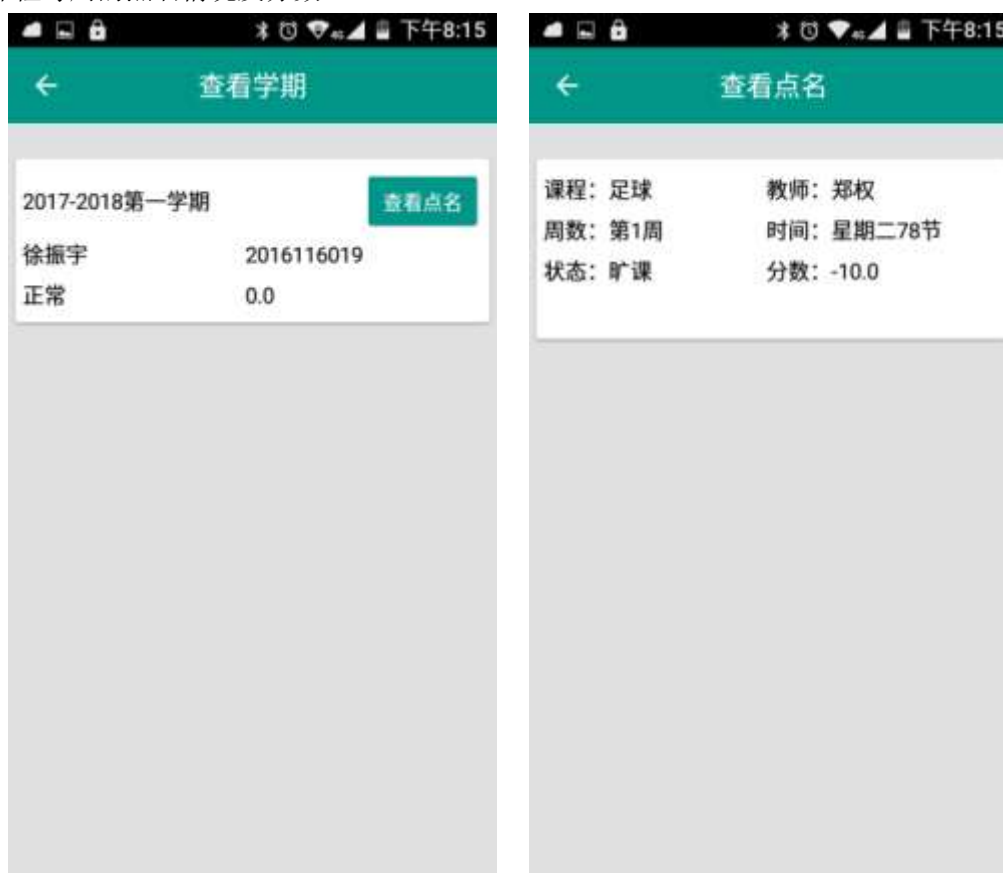 下午8:15
查看学期
2017-2018第一学期
查看点名
徐振宇 2016116019
正常 0.0
下午8:15
查看点名
课程：足球 教师：郑权
周数：第1周 时间：星期二78节
状态：旷课 分数：-10.0